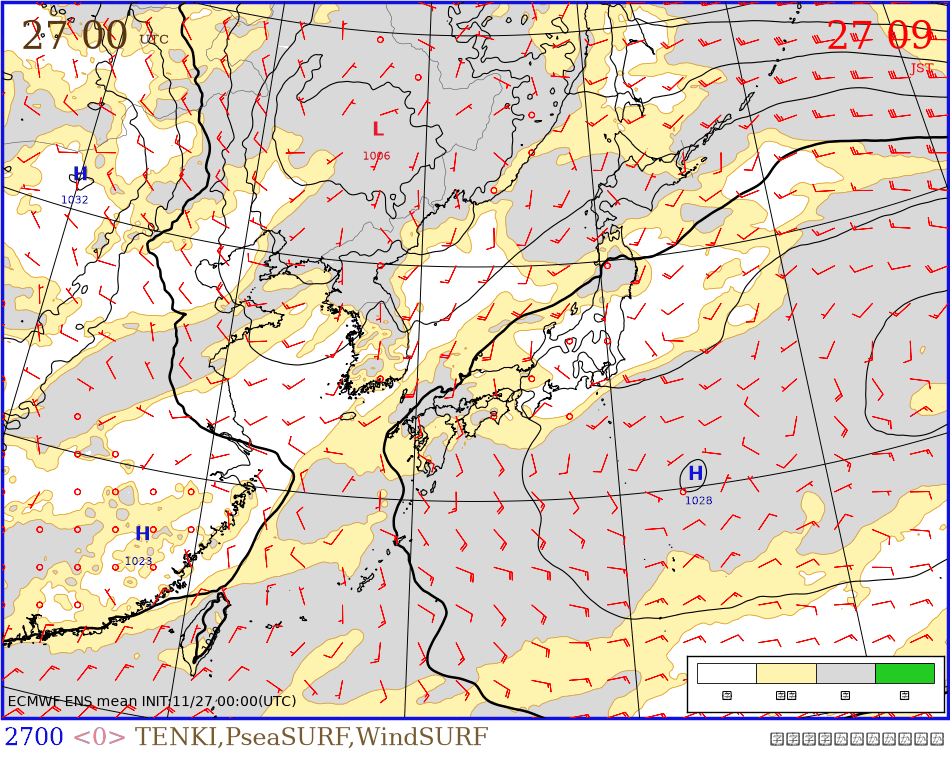 27 00 UTC
27 09
JST
L
1006
H
1032
H
1028
H
1023
ECMWF ENS mean INIT:11/27 00:00(UTC)
2700 <0> TENKI,PseaSURF,WindSURF